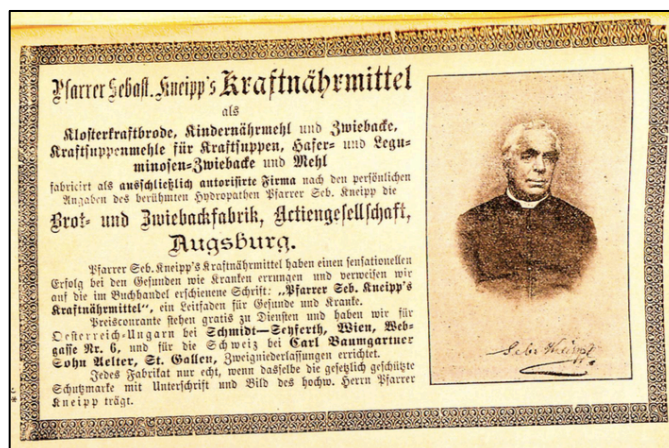 Pfarrer Sebast. Kneipp's Kraftnährmittel
als
Klosterkraftbrode, Kindernährmehl und Zwiebacke,
Kraftsuppenmehle für Kraftsuppen, Hafer- und Legu-
minosen-Zwiebacke und Mehl
fabricirt als ausschließlich autorisirte Firma nach den persönlichen
Angaben des berühmten Hydropathen Pfarrer Seb. Kneipp die
Brot- und Zwiebackfabrik, Actiengesellschaft,
Augsburg.
Pfarrer Seb. Kneipp's Kraftnährmittel haben einen sensationellen
Erfolg bei den Gesunden wie Kranken errungen und verweisen wir
auf die im Buchhandel erschienene Schrift: „Pfarrer Seb. Kneipp's
Kraftnährmittel“, ein Leitfaden für Gesunde und Kranke.
Preiscourante stehen gratis zu Diensten und haben wir für
Oesterreich-Ungarn bei Schmidt—Seyferth, Wien, Web-
gasse Nr. 6, und für die Schweiz bei Carl Baumgartner
Sohn Aelter, St. Gallen, Zweigniederlassungen errichtet.
Jedes Fabrikat nur echt, wenn dasselbe die gesetzlich geschützte
Schutzmarke mit Unterschrift und Bild des hochw. Herrn Pfarrer
Kneipp trägt.
Seb. Kneipp